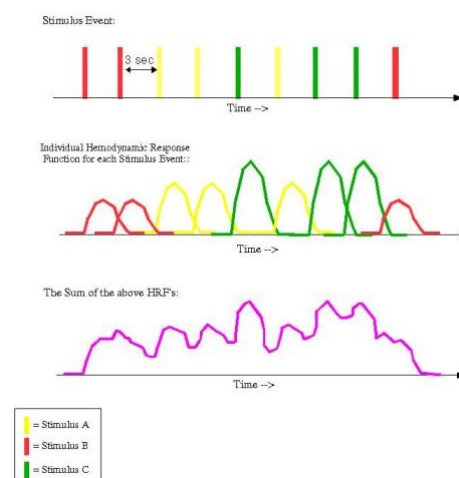 Stimulus Event:
3 sec
Time -->
Individual Hemodynamic Response
Function for each Stimulus Event::
Time -->
The Sum of the above HRF's:
Time -->
= Stimulus A
= Stimulus B
= Stimulus C